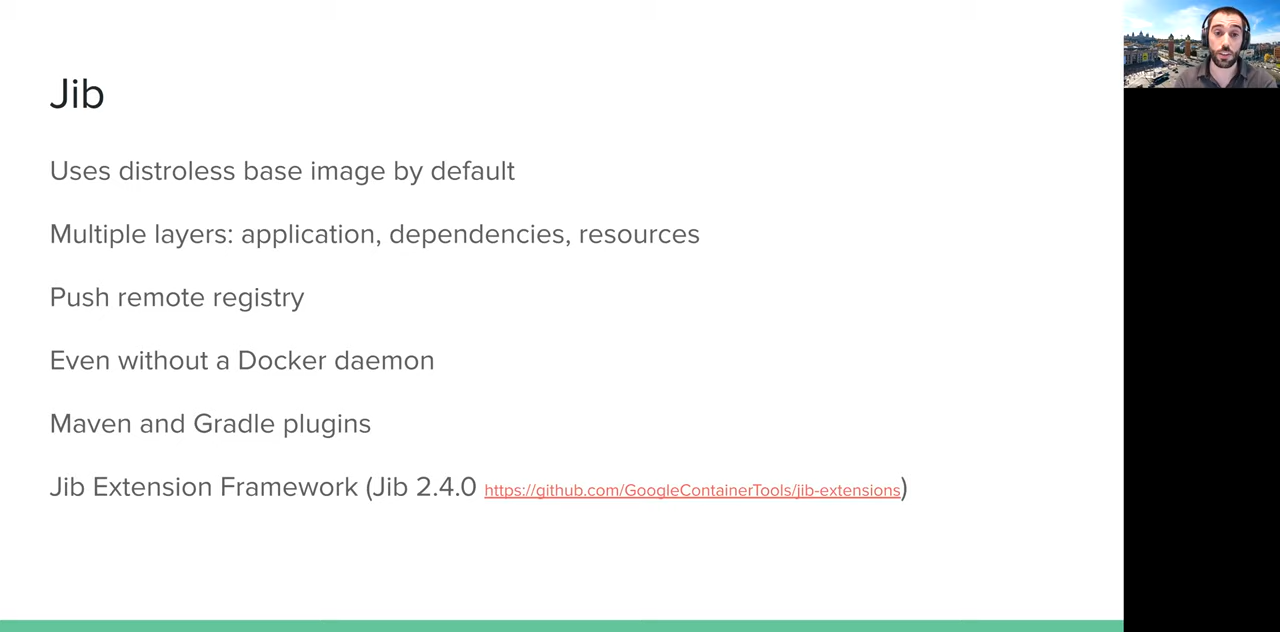 Jib
Uses distroless base image by default
Multiple layers: application, dependencies, resources
Push remote registry
Even without a Docker daemon
Maven and Gradle plugins
Jib Extension Framework (Jib 2.4.0 https://github.com/GoogleContainerTools/jib-extensions)